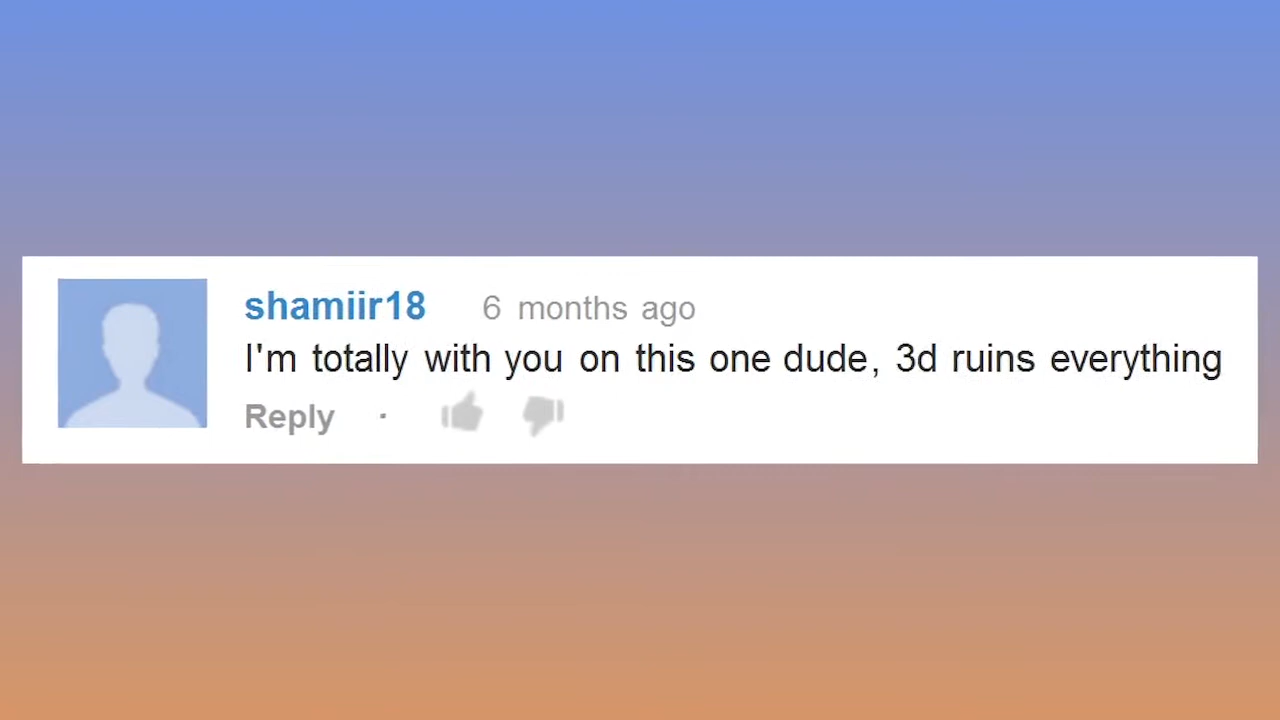 shamiir18 6 months ago
I'm totally with you on this one dude, 3d ruins everything
Reply ·